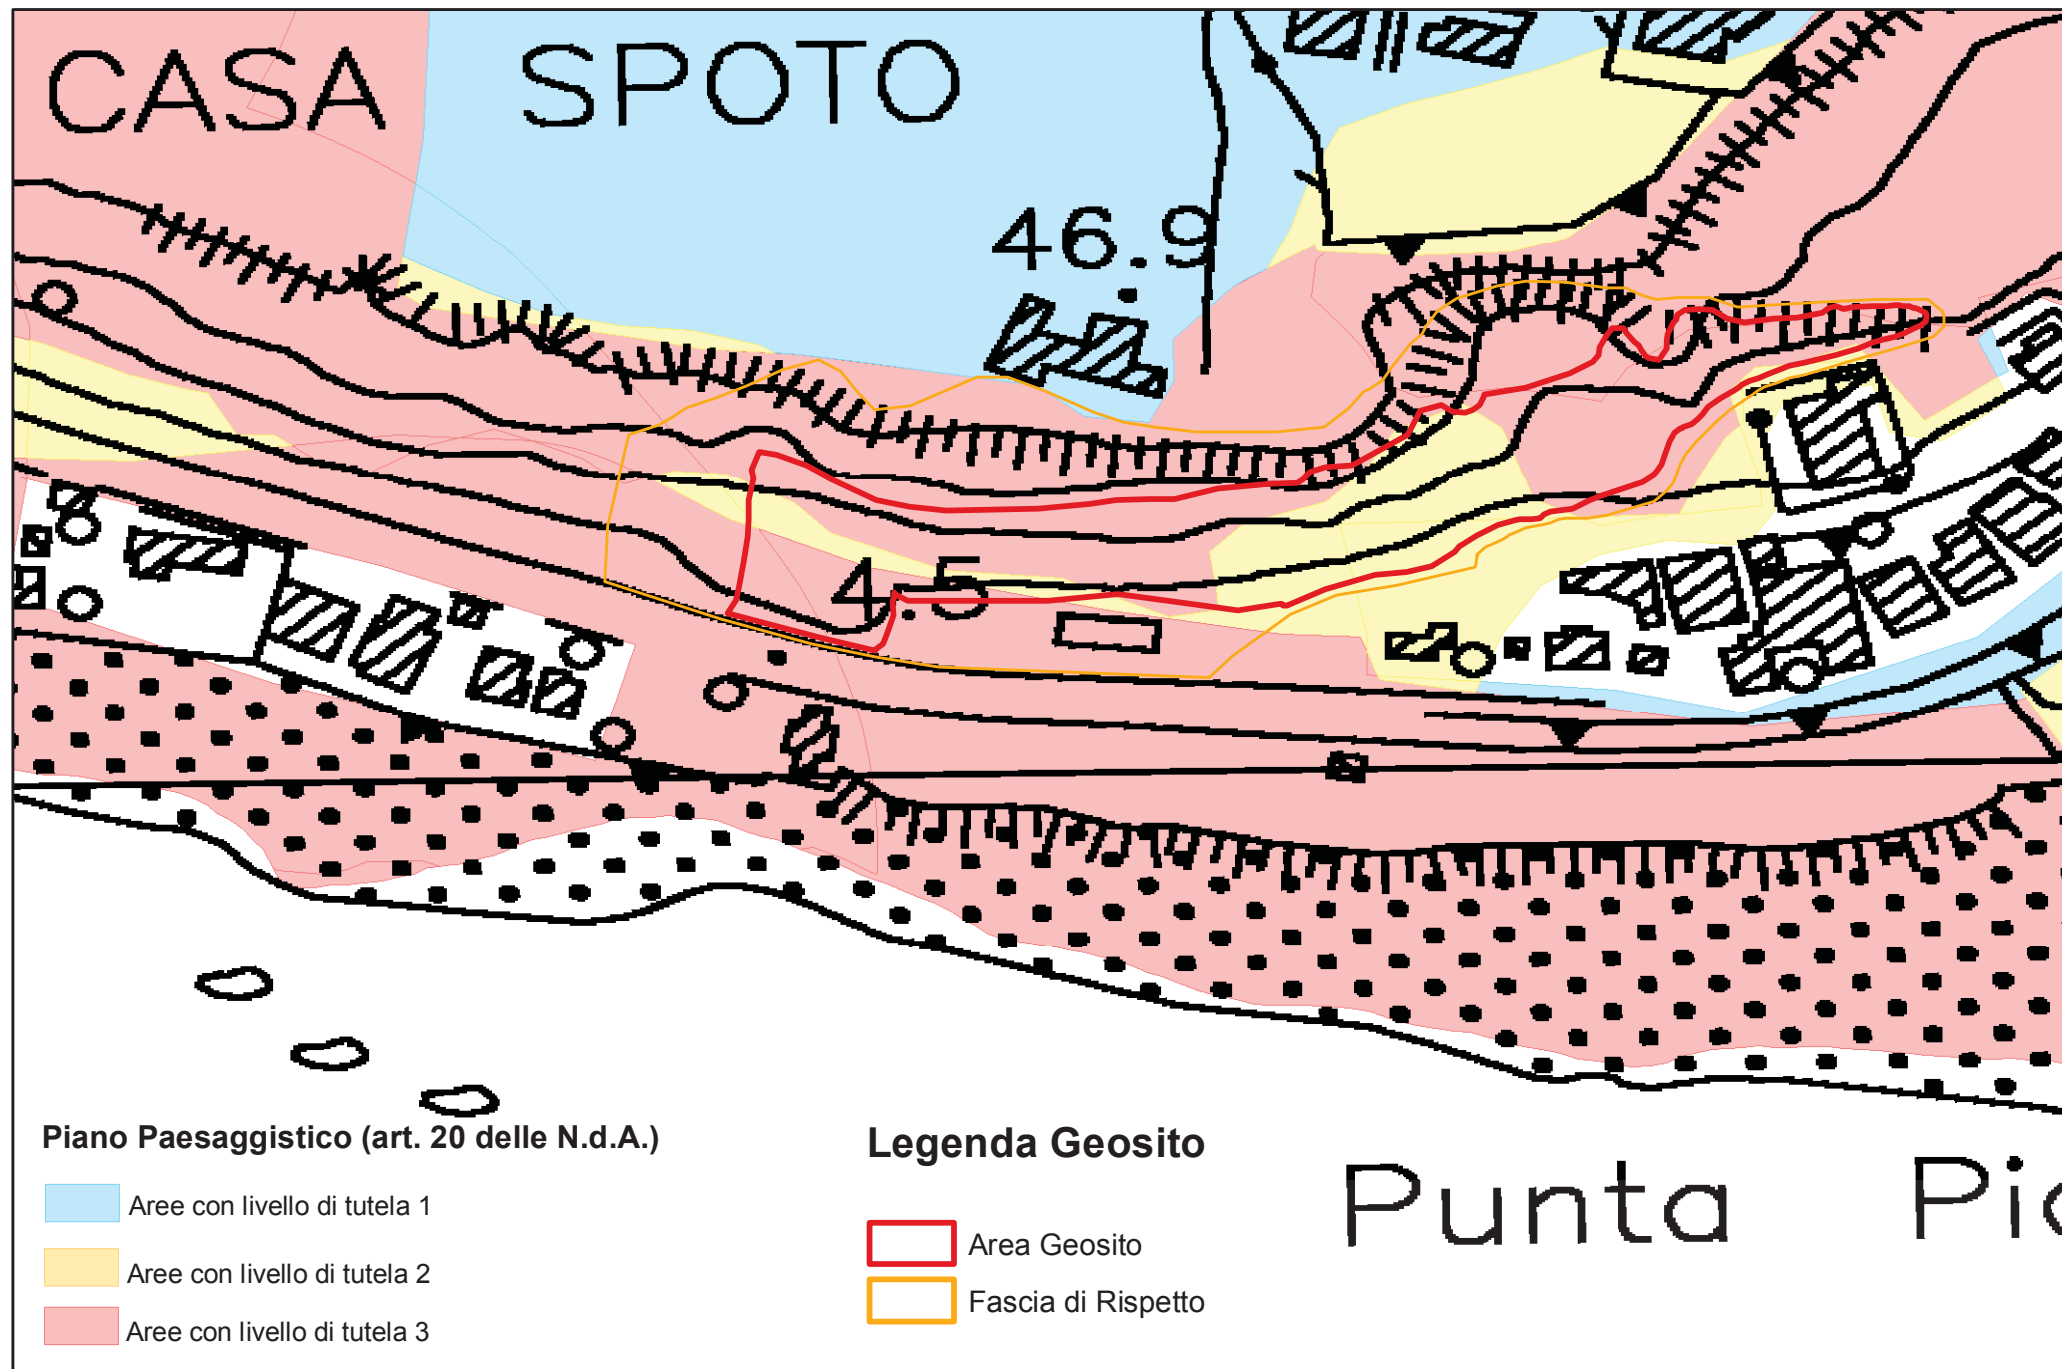 CASA SPOTO
46.9
4.5
Punta
Piano Paesaggistico (art. 20 delle N.d.A.)
Aree con livello di tutela 1
Aree con livello di tutela 2
Aree con livello di tutela 3
Legenda Geosito
Area Geosito
Fascia di Rispetto